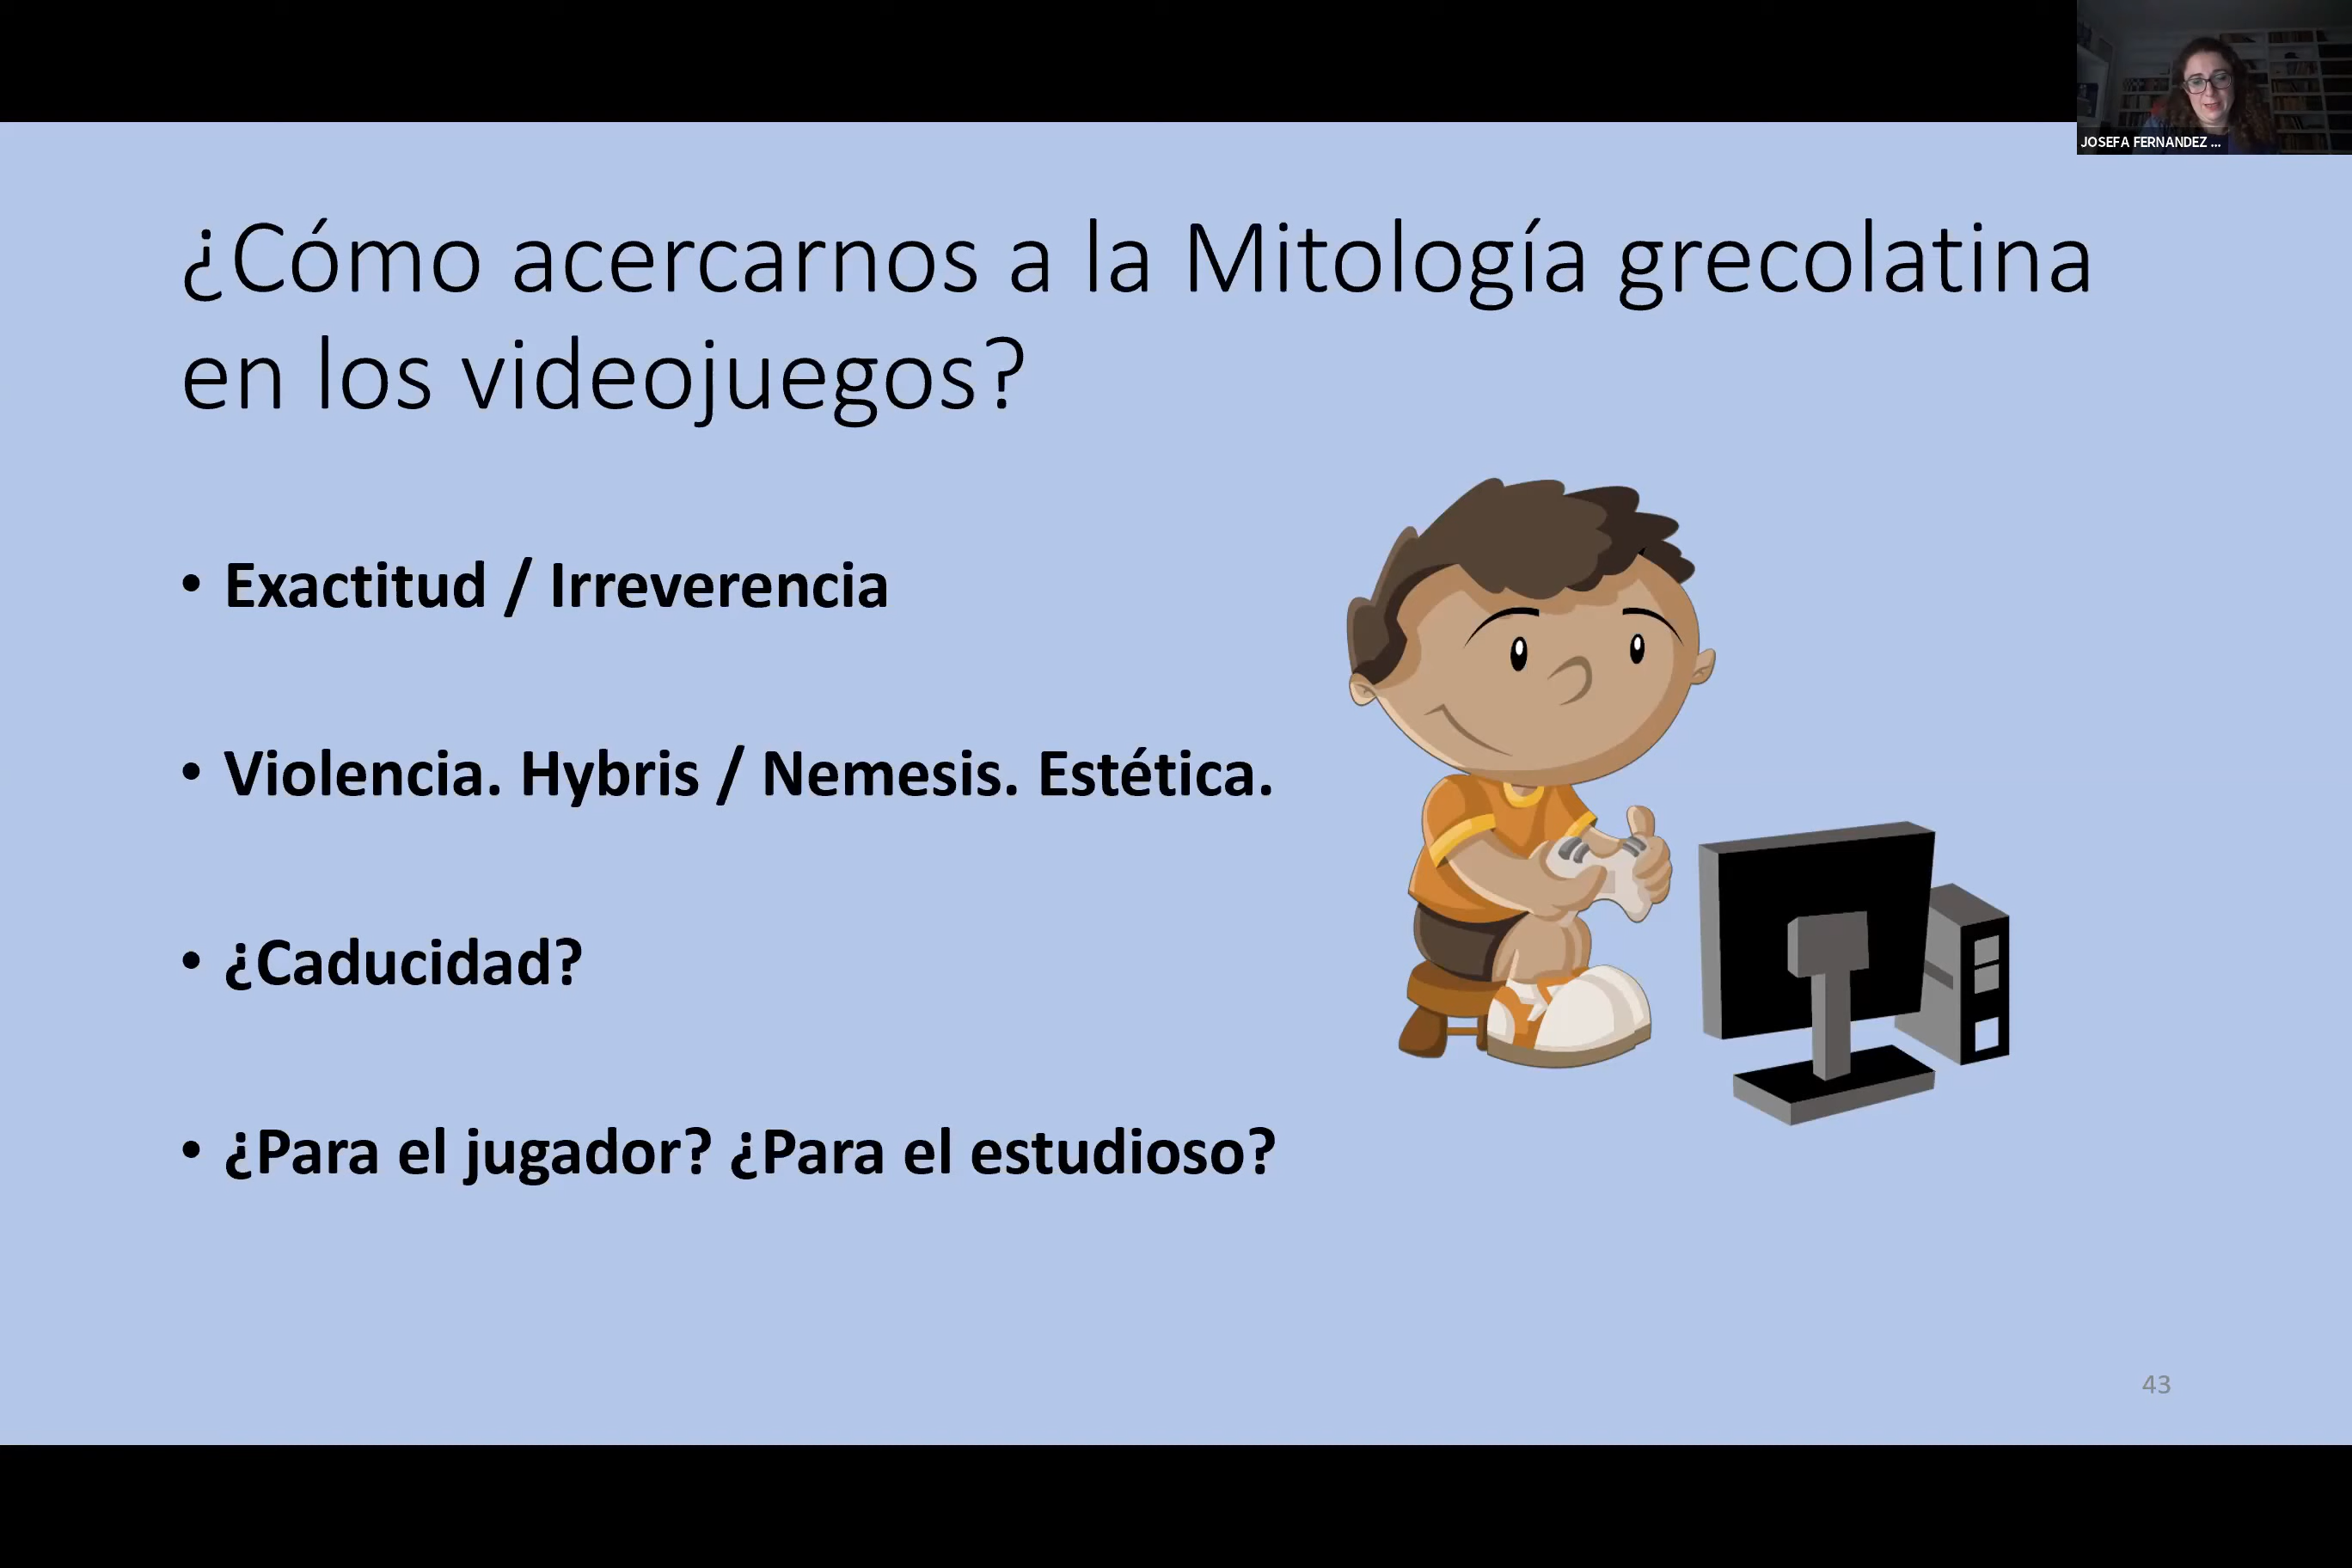 JOSEFA FERNANDEZ ...
¿Cómo acercarnos a la Mitología grecolatina
en los videojuegos?
• Exactitud / Irreverencia
• Violencia. Hybris / Nemesis. Estética.
• ¿Caducidad?
• ¿Para el jugador? ¿Para el estudioso?
43